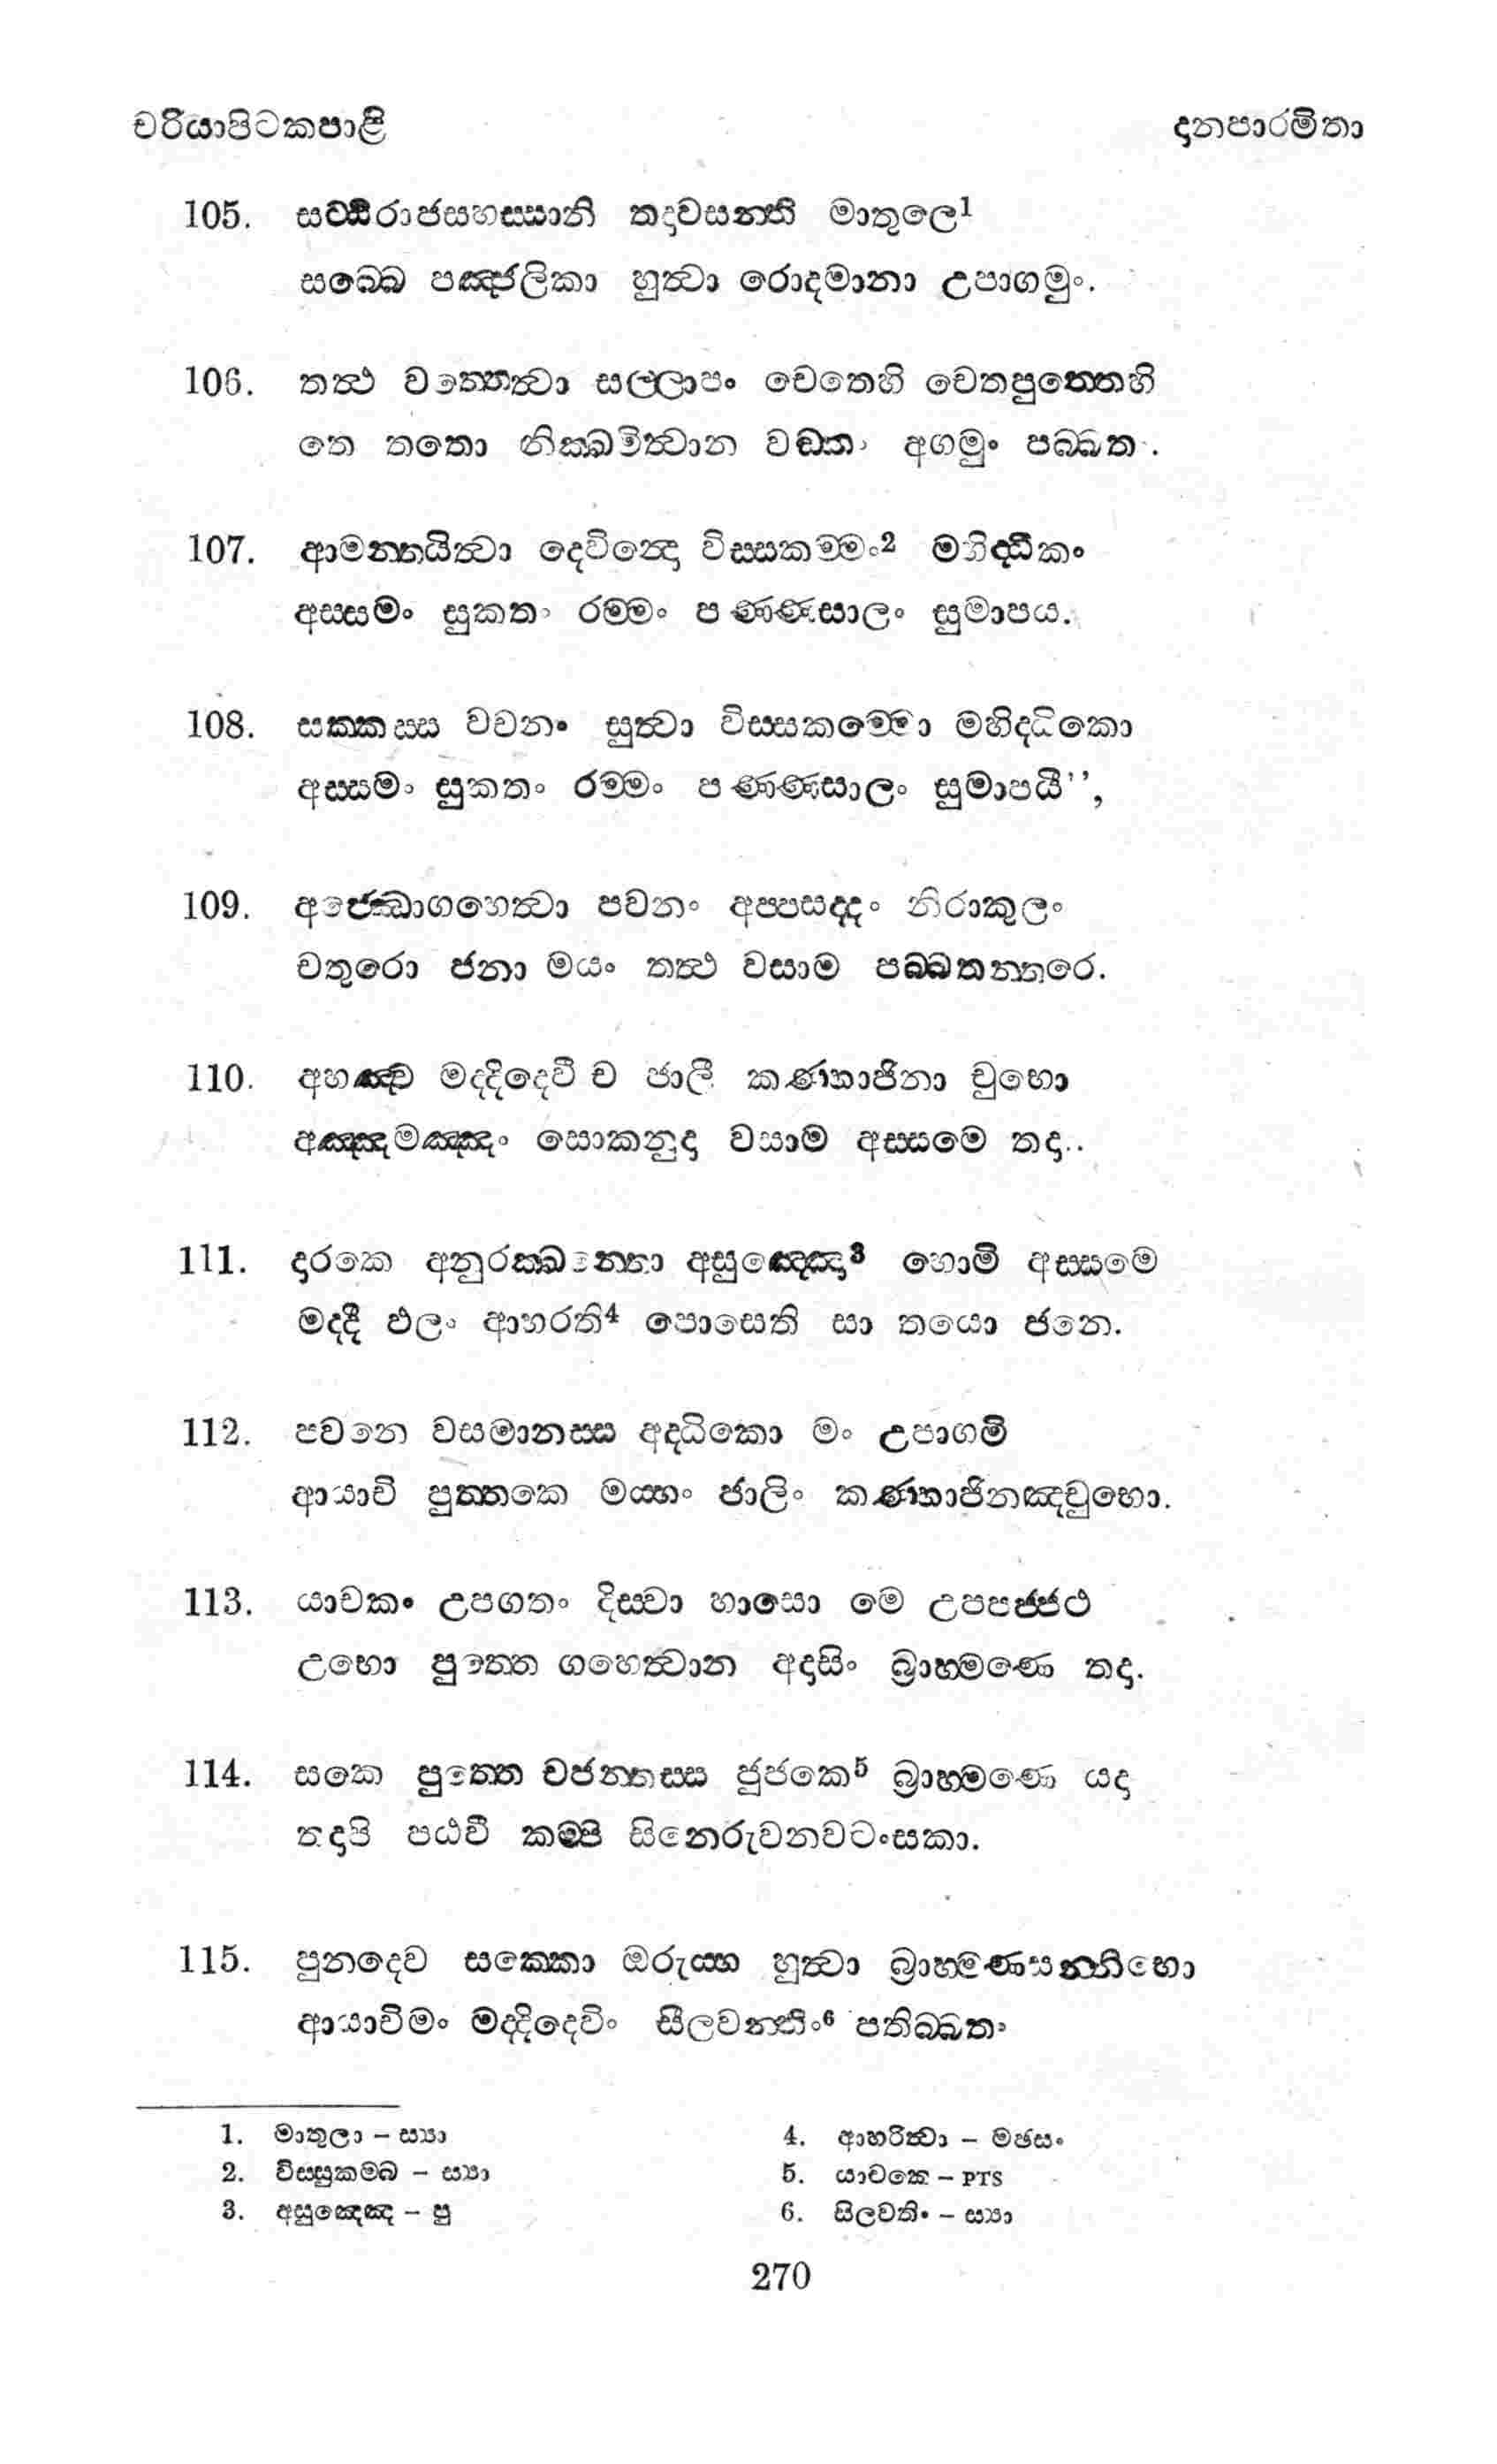 චරියාපිටකපාළි දානපාරමිතා
105. සට්ඨිරාජසහස්සානි තදාවසන්ති මාතුලෙ1
සබ්බෙ පඤ්ජලිකා හුත්වා රොදමානා උපාගමුං.
106. තත්ථ වත්තෙත්වා සල්ලාපං චෙතෙහි චෙතපුත්තෙහි
තෙ තතො නික්ඛමිත්වාන වඞ්කං අගමුං පබ්බතං.
107. ආමන්තයිත්වා දෙවින්දො විස්සකම්මං2 මහිද්ධිකං
අස්සමං සුකතං රම්මං පණ්ණසාලං සුමාපය.
108. සක්කස්ස වචනං සුත්වා විස්සකම්මො මහිද්ධිකො
අස්සමං සුකතං රම්මං පණ්ණසාලං සුමාපයී’’,
109. අජ්ඣොගහෙත්වා පවනං අප්පසද්දං නිරාකුලං
චතුරො ජනා මයං තත්ථ වසාම පබ්බතන්තරෙ.
110. අහඤ්ච මද්දිදෙවී ච ජාලී කණ්හාජිනා චුභො
අඤ්ඤමඤ්ඤං සොකනුදා වසාම අස්සමෙ තදා..
111. දාරකෙ අනුරක්ඛන්තො අසුඤ්ඤො3 හොමි අස්සමෙ
මද්දී ඵලං ආහරති4 පොසෙති සා තයො ජනෙ.
112. පවනෙ වසමානස්ස අද්ධිකො මං උපාගමි
ආයාචි පුත්තකෙ මය්හං ජාලිං කණ්හාජිනඤ්චුභො.
113. යාචකං උපගතං දිස්වා හාසො මෙ උපපජ්ජථ
උභො පුත්තෙ ගහෙත්වාන අදාසිං බ්‍රාහ්මණෙ තදා.
114. සකෙ පුත්තෙ චජන්තස්ස ජූජකෙ5 බ්‍රාහ්මණෙ යදා
තදාපි පඨවී කම්පි සිනෙරුවනවටංසකා.
115. පුනදෙව සක්කො ඔරුය්හ හුත්වා බ්‍රාහ්මණසන්නිභො
ආයාචිමං මද්දිදෙවිං සීලවන්තිං6 පතිබ්බතං
1. මාතුලා – ස්‍යා 4. ආහරිත්වා – මජසං
2. විස්සුකම්බ – ස්‍යා 5. යාචකෙ – PTS
3. අසුඤ්ඤෙ – පු 6. සිලවතිං – ස්‍යා
270